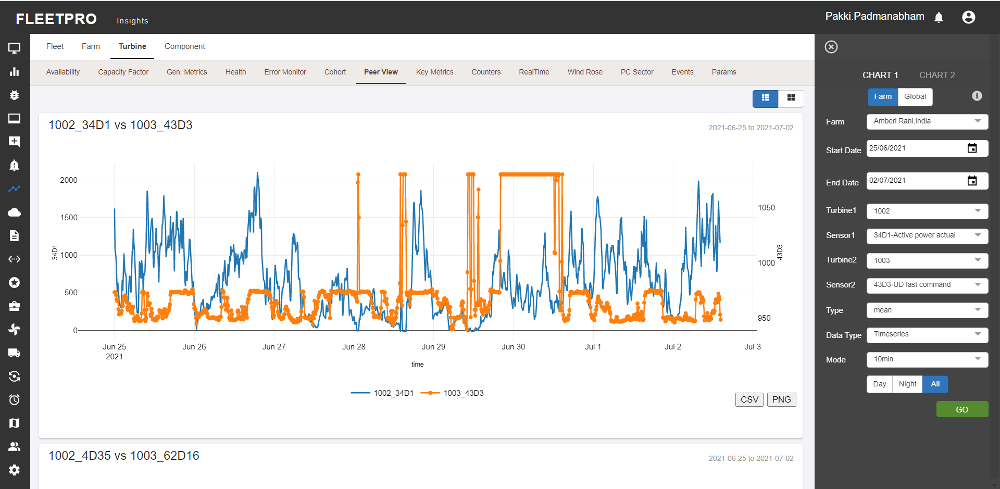 FLEETPRO
Insights
Pakki.Padmanabham
Fleet Farm Turbine Component
Availability Capacity Factor Gen. Metrics Health Error Monitor Cohort Peer View Key Metrics Counters RealTime Wind Rose PC Sector Events Params
1002_34D1 vs 1003_43D3
2021-06-25 to 2021-07-02
2000
1500
1000
500
0
34D1
1050
1000
950
43D3
Jun 25 Jun 26 Jun 27 Jun 28 Jun 29 Jun 30 Jul 1 Jul 2 Jul 3
2021
time
1002_34D1 1003_43D3
CSV PNG
1002_4D35 vs 1003_62D16
2021-06-25 to 2021-07-02
CHART 1 CHART 2
Farm Global
Farm Amberi Rani,India
Start Date 25/06/2021
End Date 02/07/2021
Turbine1 1002
Sensor1 34D1-Active power actual
Turbine2 1003
Sensor2 43D3-UD fast command
Type mean
Data Type Timeseries
Mode 10min
Day Night All
GO